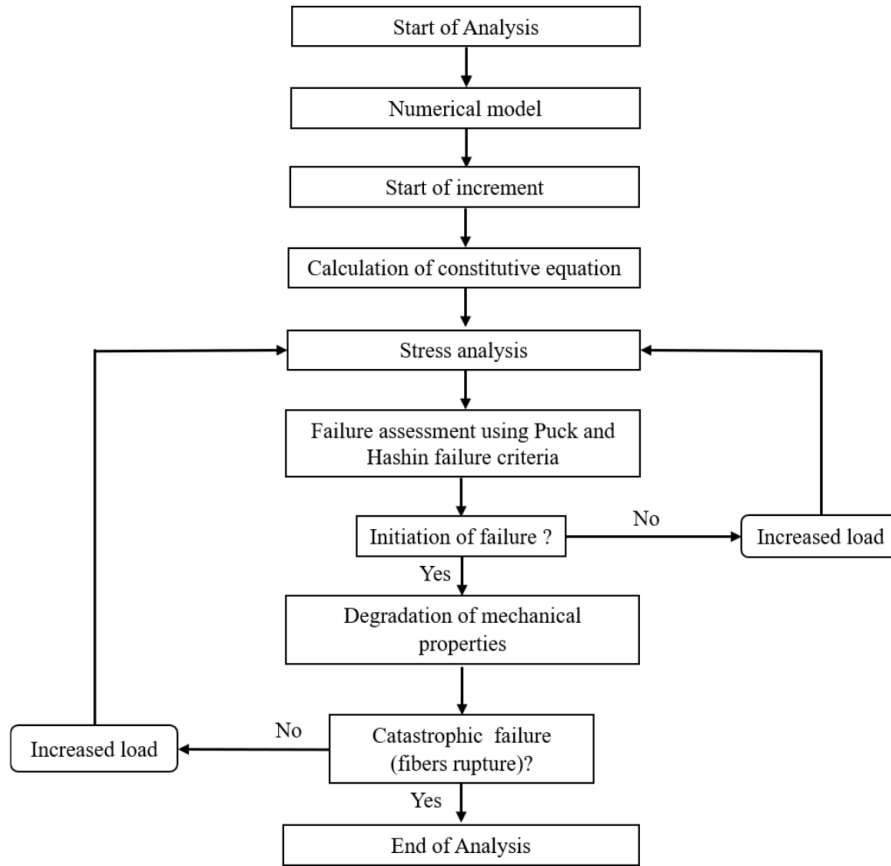 Start of Analysis
Numerical model
Start of increment
Calculation of constitutive equation
Stress analysis
Failure assessment using Puck and
Hashin failure criteria
Initiation of failure ?
No
Increased load
Yes
Degradation of mechanical
properties
Catastrophic failure
(fibers rupture)?
No
Increased load
Yes
End of Analysis